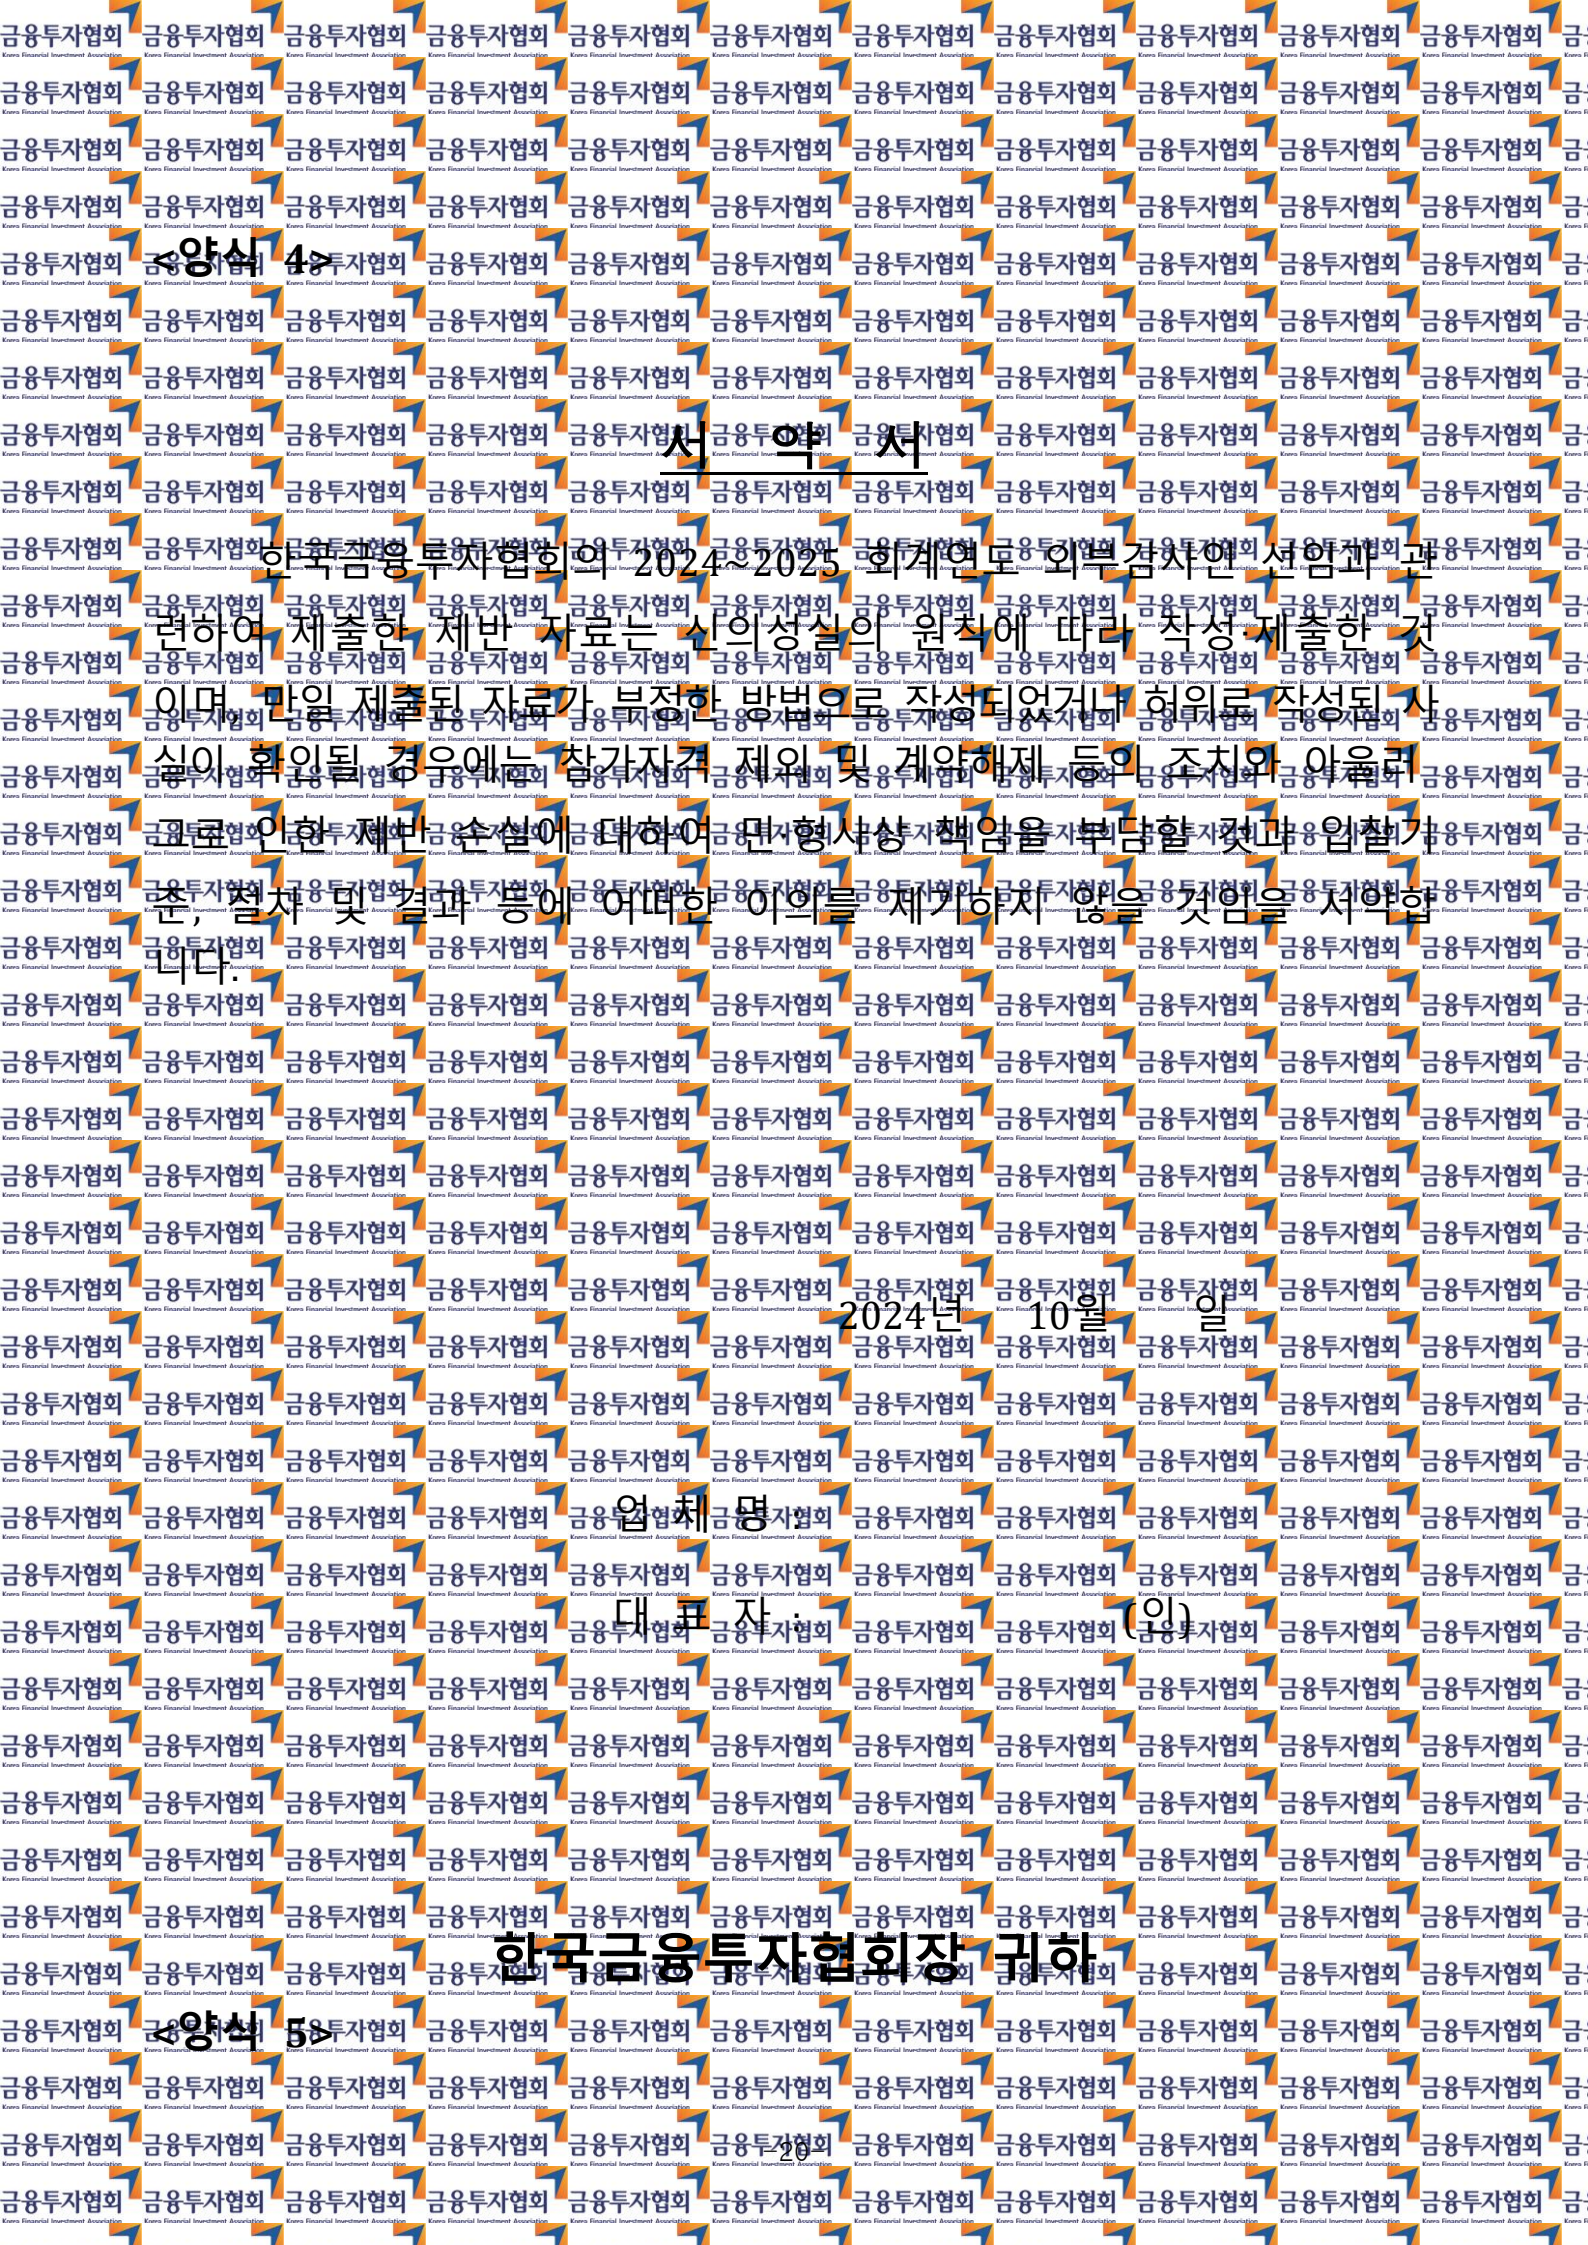 <양식 4>
서 약 서
한국금융투자협회의 2024~2025 회계연도 외부감사인 선임과 관
련하여 제출한 제반 자료는 신의성실의 원칙에 따라 작성·제출한 것
이며, 만일 제출된 자료가 부정한 방법으로 작성되었거나 허위로 작성된 사
실이 확인될 경우에는 참가자격 제외 및 계약해제 등의 조치와 아울러
그로 인한 제반 손실에 대하여 민·형사상 책임을 부담할 것과 입찰기
준, 절차 및 결과 등에 어떠한 이의를 제기하지 않을 것임을 서약합
니다.
2024년 10월 일
업 체 명 :
대 표 자 : (인)
한국금융투자협회장 귀하
<양식 5>
-20-